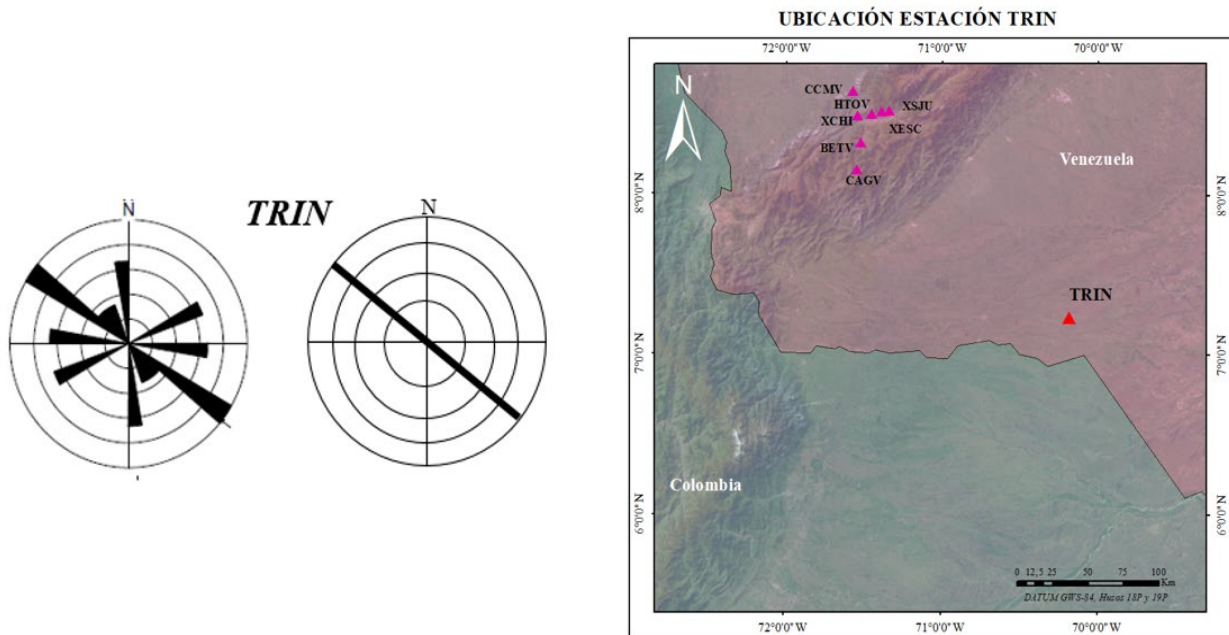 TRIN
N
N
UBICACIÓN ESTACIÓN TRIN
72°0'0"W 71°0'0"W 70°0'0"W
N
CCMV
HTOV
XSJU
XCHI
XESC
BETV
CAGV
Venezuela
8°0'0"N
8°0'0"N
TRIN
7°0'0"N
7°0'0"N
Colombia
6°0'0"N
6°0'0"N
0 12,5 25 50 75 100
Km
DATUM GWS-84, Husos 18P y 19P
72°0'0"W 71°0'0"W 70°0'0"W